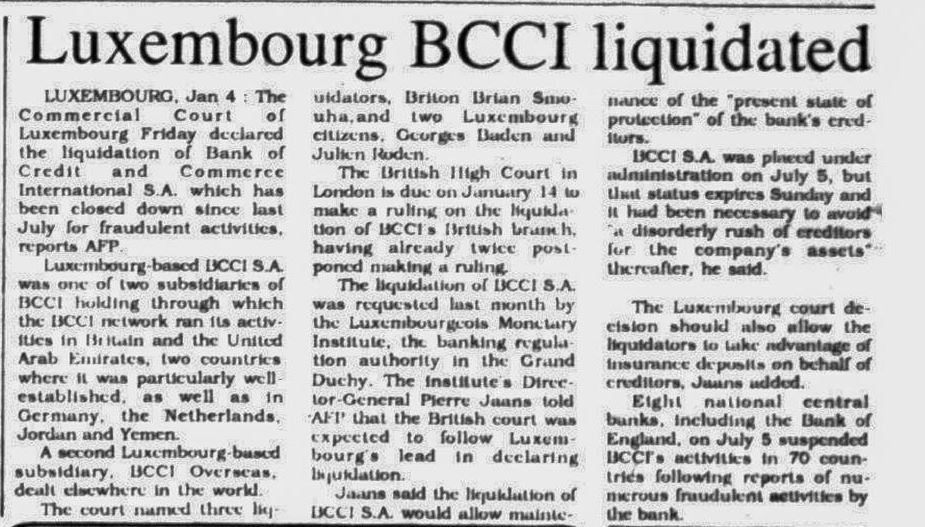 Luxembourg BCCI liquidated
LUXEMBOURG, Jan 4 : The
Commercial Court of
Luxembourg Friday declared
the liquidation of Bank of
Credit and Commerce
International S.A. which has
been closed down since last
July for fraudulent activities,
reports AFP.
Luxembourg-based BCCI S.A.
was one of two subsidiaries of
BCCI holding through which
the BCCI network ran its activ-
ities in Britain and the United
Arab Emirates, two countries
where it was particularly well-
established, as well as in
Germany, the Netherlands,
Jordan and Yemen.
A second Luxembourg-based
subsidiary, BCCI Overseas,
dealt elsewhere in the world.
The court named three liq-
uidators, Briton Brian Smo-
uha,and two Luxembourg
citizens, Georges Baden and
Julien Roden.
The British High Court in
London is due on January 14 to
make a ruling on the liquida-
tion of BCCI's British branch,
having already twice post-
poned making a ruling.
The liquidation of BCCI S.A.
was requested last month by
the Luxembourgeois Monetary
Institute, the banking regula-
tion authority in the Grand
Duchy. The Institute's Direc-
tor-General Pierre Jaans told
AFP that the British court was
expected to follow Luxem-
bourg's lead in declaring
liquidation.
Jaans said the liquidation of
BCCI S.A. would allow mainte-
nance of the "present state of
protection" of the bank's cred-
itors.
BCCI S.A. was placed under
administration on July 5, but
that status expires Sunday and
it had been necessary to avoid
"a disorderly rush of creditors
for the company's assets"
thereafter, he said.
The Luxembourg court de-
cision should also allow the
liquidators to take advantage of
insurance deposits on behalf of
creditors, Jaans added.
Eight national central
banks, including the Bank of
England, on July 5 suspended
BCCI's activities in 70 coun-
tries following reports of nu-
merous fraudulent activities by
the bank.